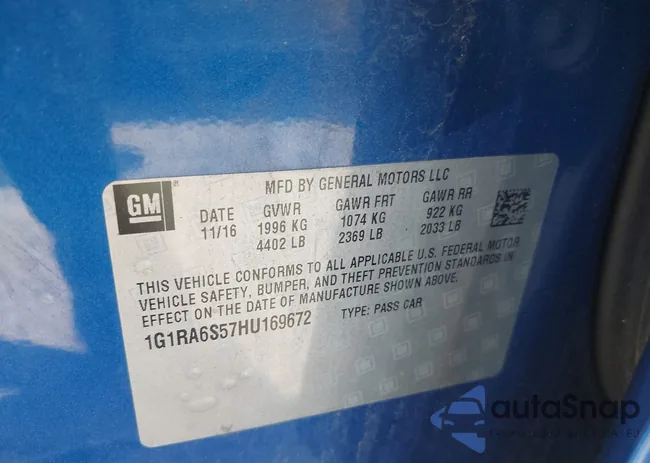 MFD BY GENERAL MOTORS LLC
GM
DATE GVWR GAWR FRT GAWR RR
11/16 1996 KG 1074 KG 922 KG
4402 LB 2369 LB 2033 LB
THIS VEHICLE CONFORMS TO ALL APPLICABLE U.S. FEDERAL MOTOR
VEHICLE SAFETY, BUMPER, AND THEFT PREVENTION STANDARDS IN
EFFECT ON THE DATE OF MANUFACTURE SHOWN ABOVE.
1G1RA6S57HU169672 TYPE: PASS CAR
autoSnap